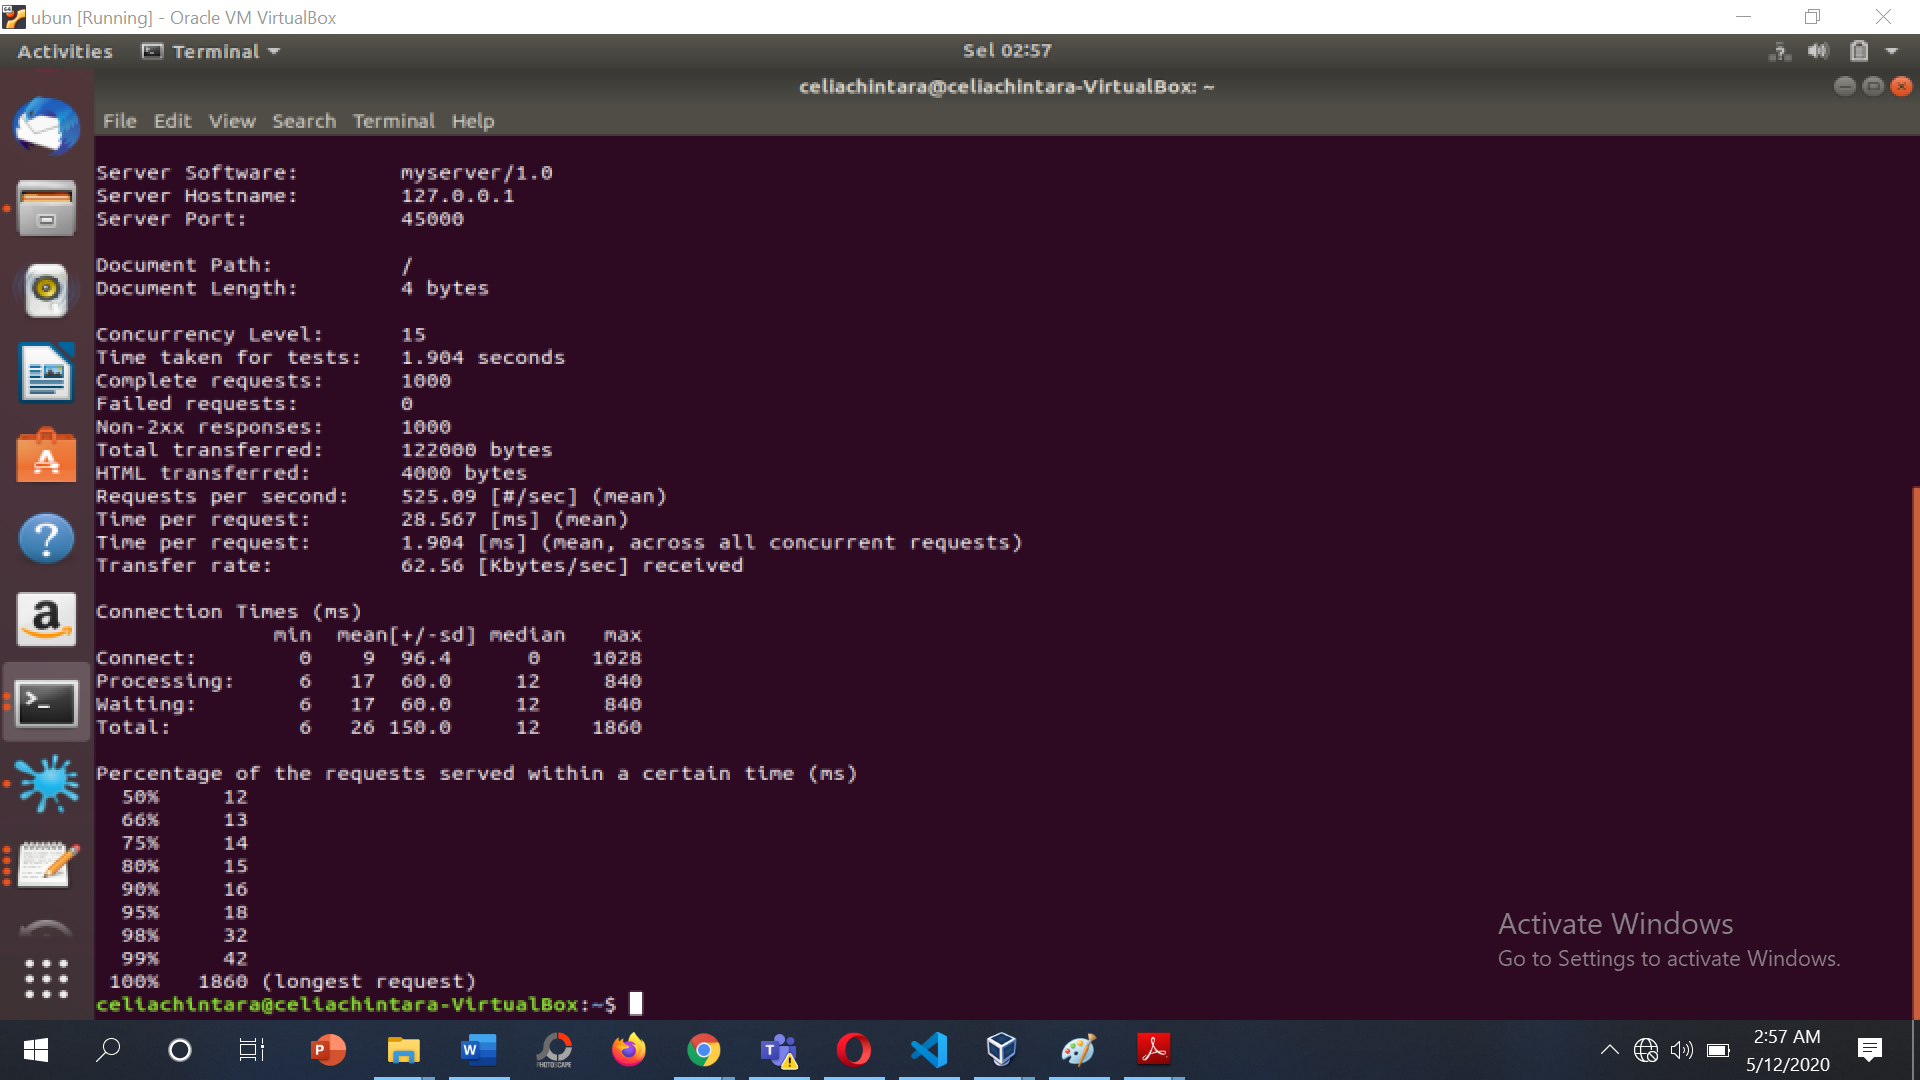 ubun [Running] - Oracle VM VirtualBox
Activities Terminal Sel 02:57
celiachintara@celiachintara-VirtualBox: ~
File Edit View Search Terminal Help
Server Software: myserver/1.0
Server Hostname: 127.0.0.1
Server Port: 45000
Document Path: /
Document Length: 4 bytes
Concurrency Level: 15
Time taken for tests: 1.904 seconds
Complete requests: 1000
Failed requests: 0
Non-2xx responses: 1000
Total transferred: 122000 bytes
HTML transferred: 4000 bytes
Requests per second: 525.09 [#/sec] (mean)
Time per request: 28.567 [ms] (mean)
Time per request: 1.904 [ms] (mean, across all concurrent requests)
Transfer rate: 62.56 [Kbytes/sec] received
Connection Times (ms)
min mean[+/-sd] median max
Connect: 0 9 96.4 0 1028
Processing: 6 17 60.0 12 840
Waiting: 6 17 60.0 12 840
Total: 6 26 150.0 12 1860
Percentage of the requests served within a certain time (ms)
50% 12
66% 13
75% 14
80% 15
90% 16
95% 18
98% 32
99% 42
100% 1860 (longest request)
celiachintara@celiachintara-VirtualBox:~$
Activate Windows
Go to Settings to activate Windows.
PHOTOSCAPE
2:57 AM
5/12/2020